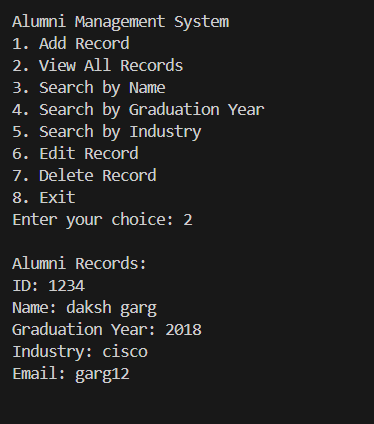 Alumni Management System
1. Add Record
2. View All Records
3. Search by Name
4. Search by Graduation Year
5. Search by Industry
6. Edit Record
7. Delete Record
8. Exit
Enter your choice: 2
Alumni Records:
ID: 1234
Name: daksh garg
Graduation Year: 2018
Industry: cisco
Email: garg12